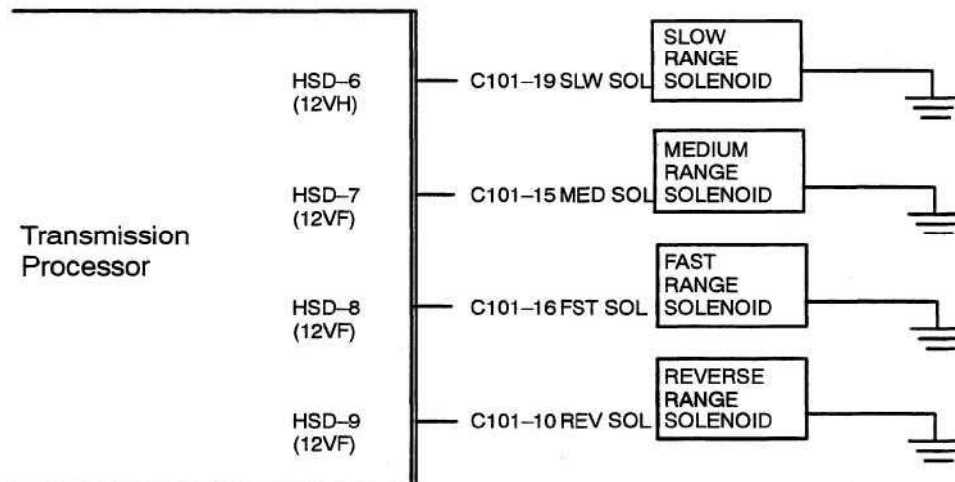 SLOW
RANGE
SOLENOID
HSD–6
(12VH)
C101–19 SLW SOL
MEDIUM
RANGE
SOLENOID
HSD–7
(12VF)
C101–15 MED SOL
Transmission
Processor
FAST
RANGE
SOLENOID
HSD–8
(12VF)
C101–16 FST SOL
REVERSE
RANGE
SOLENOID
HSD–9
(12VF)
C101–10 REV SOL